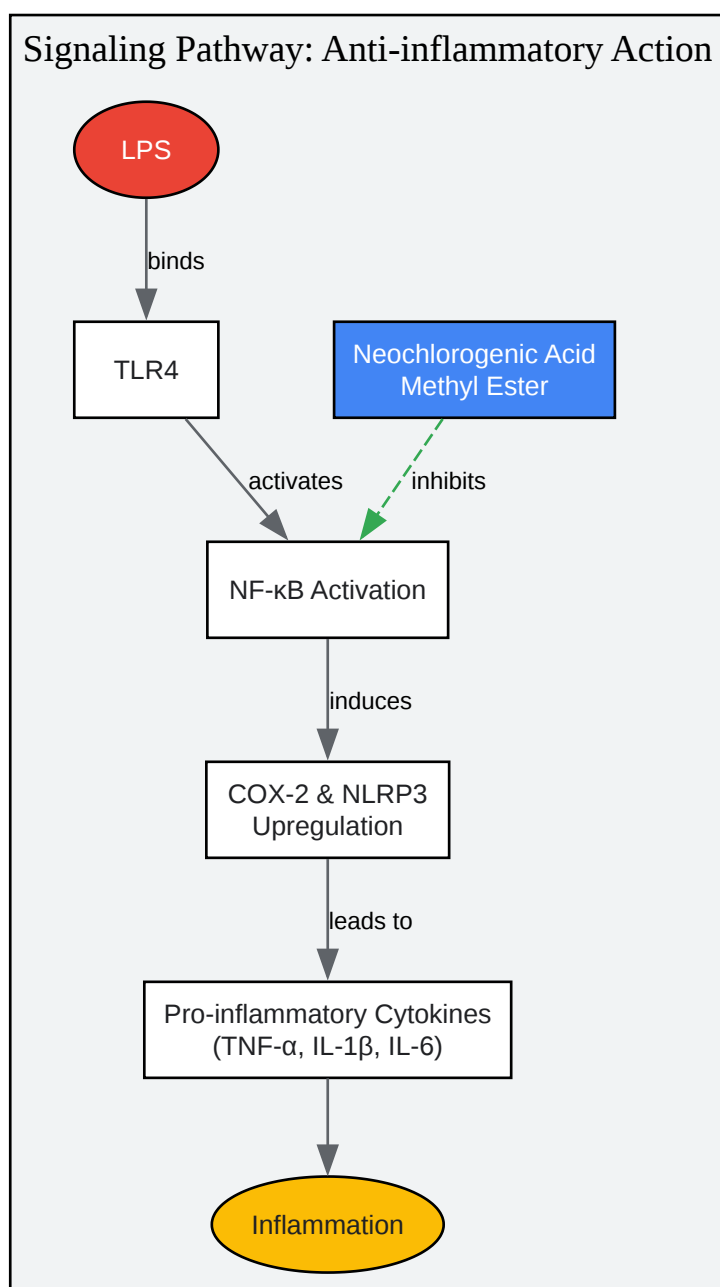 Signaling Pathway: Anti-inflammatory Action
LPS
binds
TLR4
Neochlorogenic Acid
Methyl Ester
activates
inhibits
NF-κB Activation
induces
COX-2 & NLRP3
Upregulation
leads to
Pro-inflammatory Cytokines
(TNF-α, IL-1β, IL-6)
Inflammation